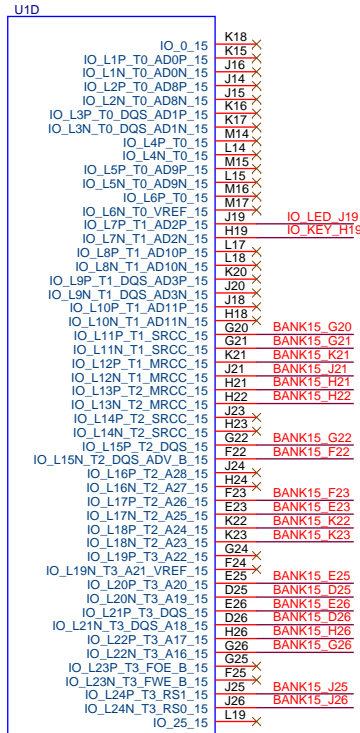 U1D
IO_0_15 K18
IO_L1P_T0_AD0P_15 K15
IO_L1N_T0_AD0N_15 J16
IO_L2P_T0_AD8P_15 J14
IO_L2N_T0_AD8N_15 J15
IO_L3P_T0_DQS_AD1P_15 K16
IO_L3N_T0_DQS_AD1N_15 K17
IO_L4P_T0_15 M14
IO_L4N_T0_15 L14
IO_L5P_T0_AD9P_15 M15
IO_L5N_T0_AD9N_15 L15
IO_L6P_T0_15 M16
IO_L6N_T0_VREF_15 M17
IO_L7P_T1_AD2P_15 J19 IO_LED_J19
IO_L7N_T1_AD2N_15 H19 IO_KEY_H19
IO_L8P_T1_AD10P_15 L17
IO_L8N_T1_AD10N_15 L18
IO_L9P_T1_DQS_AD3P_15 K20
IO_L9N_T1_DQS_AD3N_15 J20
IO_L10P_T1_AD11P_15 J18
IO_L10N_T1_AD11N_15 H18
IO_L11P_T1_SRCC_15 G20 BANK15_G20
IO_L11N_T1_SRCC_15 G21 BANK15_G21
IO_L12P_T1_MRCC_15 K21 BANK15_K21
IO_L12N_T1_MRCC_15 J21 BANK15_J21
IO_L13P_T2_MRCC_15 H21 BANK15_H21
IO_L13N_T2_MRCC_15 H22 BANK15_H22
IO_L14P_T2_SRCC_15 J23
IO_L14N_T2_SRCC_15 H23
IO_L15P_T2_DQS_15 G22 BANK15_G22
IO_L15N_T2_DQS_ADV_B_15 F22 BANK15_F22
IO_L16P_T2_A28_15 J24
IO_L16N_T2_A27_15 H24
IO_L17P_T2_A26_15 F23 BANK15_F23
IO_L17N_T2_A25_15 E23 BANK15_E23
IO_L18P_T2_A24_15 K22 BANK15_K22
IO_L18N_T2_A23_15 K23 BANK15_K23
IO_L19P_T3_A22_15 G24
IO_L19N_T3_A21_VREF_15 F24
IO_L20P_T3_A20_15 E25 BANK15_E25
IO_L20N_T3_A19_15 D25 BANK15_D25
IO_L21P_T3_DQS_15 E26 BANK15_E26
IO_L21N_T3_DQS_A18_15 D26 BANK15_D26
IO_L22P_T3_A17_15 H26 BANK15_H26
IO_L22N_T3_A16_15 G26 BANK15_G26
IO_L23P_T3_FOE_B_15 G25
IO_L23N_T3_FWE_B_15 F25
IO_L24P_T3_RS1_15 J25 BANK15_J25
IO_L24N_T3_RS0_15 J26 BANK15_J26
IO_25_15 L19